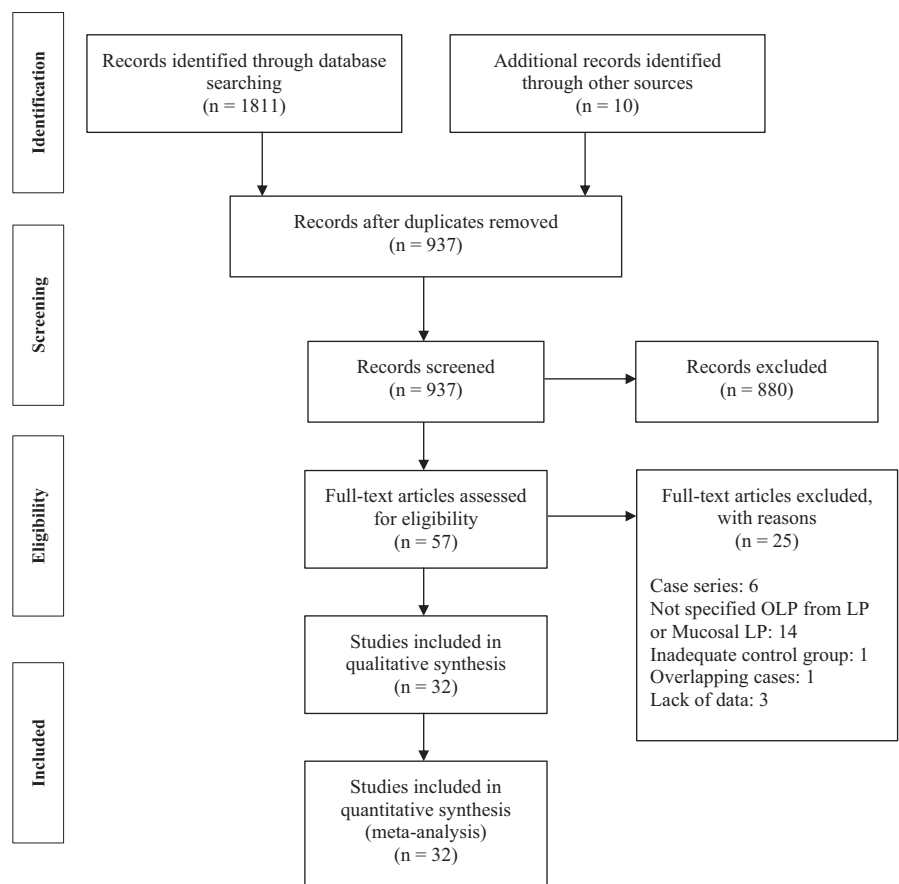 Identification
Records identified through database
searching
(n = 1811)
Additional records identified
through other sources
(n = 10)
Records after duplicates removed
(n = 937)
Screening
Records screened
(n = 937)
Records excluded
(n = 880)
Eligibility
Full-text articles assessed
for eligibility
(n = 57)
Full-text articles excluded,
with reasons
(n = 25)
Case series: 6
Not specified OLP from LP
or Mucosal LP: 14
Inadequate control group: 1
Overlapping cases: 1
Lack of data: 3
Studies included in
qualitative synthesis
(n = 32)
Included
Studies included in
quantitative synthesis
(meta-analysis)
(n = 32)